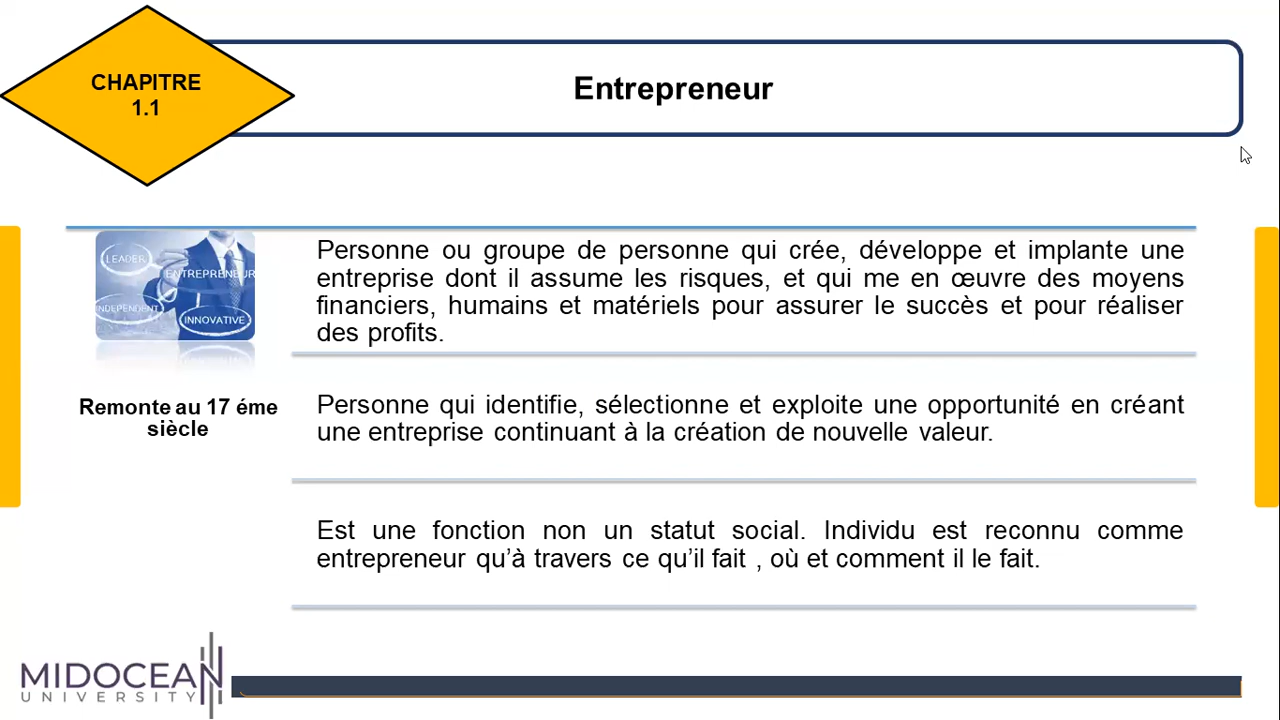 CHAPITRE
1.1
Entrepreneur
LEADER
ENTREPRENEUR
INDEPENDENT
INNOVATIVE
Personne ou groupe de personne qui crée, développe et implante une
entreprise dont il assume les risques, et qui me en œuvre des moyens
financiers, humains et matériels pour assurer le succès et pour réaliser
des profits.
Remonte au 17 éme
siècle
Personne qui identifie, sélectionne et exploite une opportunité en créant
une entreprise continuant à la création de nouvelle valeur.
Est une fonction non un statut social. Individu est reconnu comme
entrepreneur qu’à travers ce qu’il fait , où et comment il le fait.
MIDOCEAN
UNIVERSITY